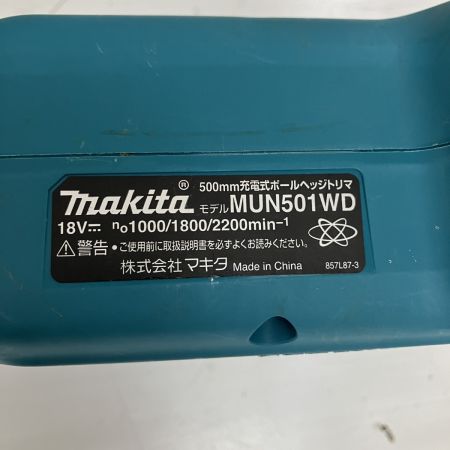 500mm充電式ポールヘッジトリマ
makita® モデル MUN501WD
18V⎓ n₀1000/1800/2200min⁻¹
⚠警告・ご使用前に取扱説明書を必ずよくお読みください。
株式会社 マキタ Made in China
857L87-3